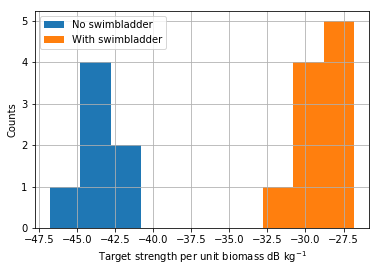 No swimbladder
With swimbladder
5
4
3
2
1
0
Counts
−47.5 −45.0 −42.5 −40.0 −37.5 −35.0 −32.5 −30.0 −27.5
Target strength per unit biomass dB kg⁻¹